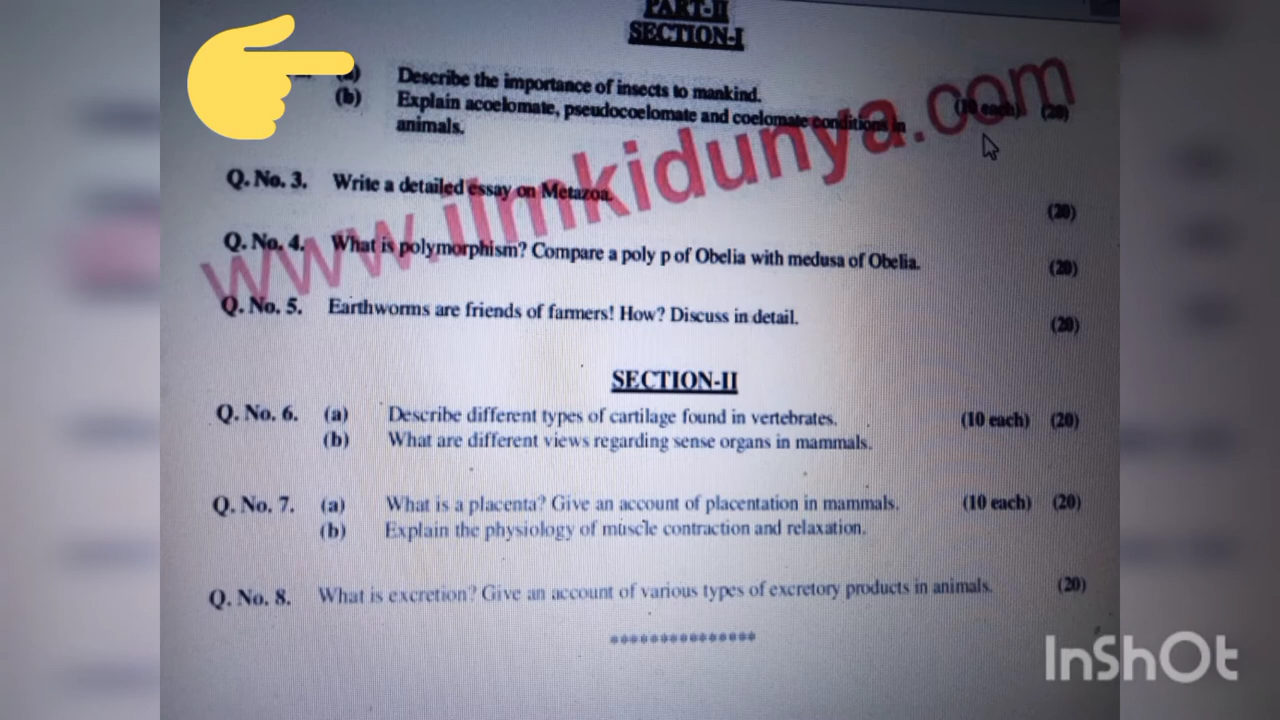 PART-II
SECTION-I
(a) Describe the importance of insects to mankind.
(b) Explain acoelomate, pseudocoelomate and coelomate conditions in (10 each) (20)
animals.
Q. No. 3. Write a detailed essay on Metazoa. (20)
Q. No. 4. What is polymorphism? Compare a poly p of Obelia with medusa of Obelia. (20)
Q. No. 5. Earthworms are friends of farmers! How? Discuss in detail. (20)
SECTION-II
Q. No. 6. (a) Describe different types of cartilage found in vertebrates. (10 each) (20)
(b) What are different views regarding sense organs in mammals.
Q. No. 7. (a) What is a placenta? Give an account of placentation in mammals. (10 each) (20)
(b) Explain the physiology of muscle contraction and relaxation.
Q. No. 8. What is excretion? Give an account of various types of excretory products in animals. (20)
***************
www.ilmkidunya.com
InShOt